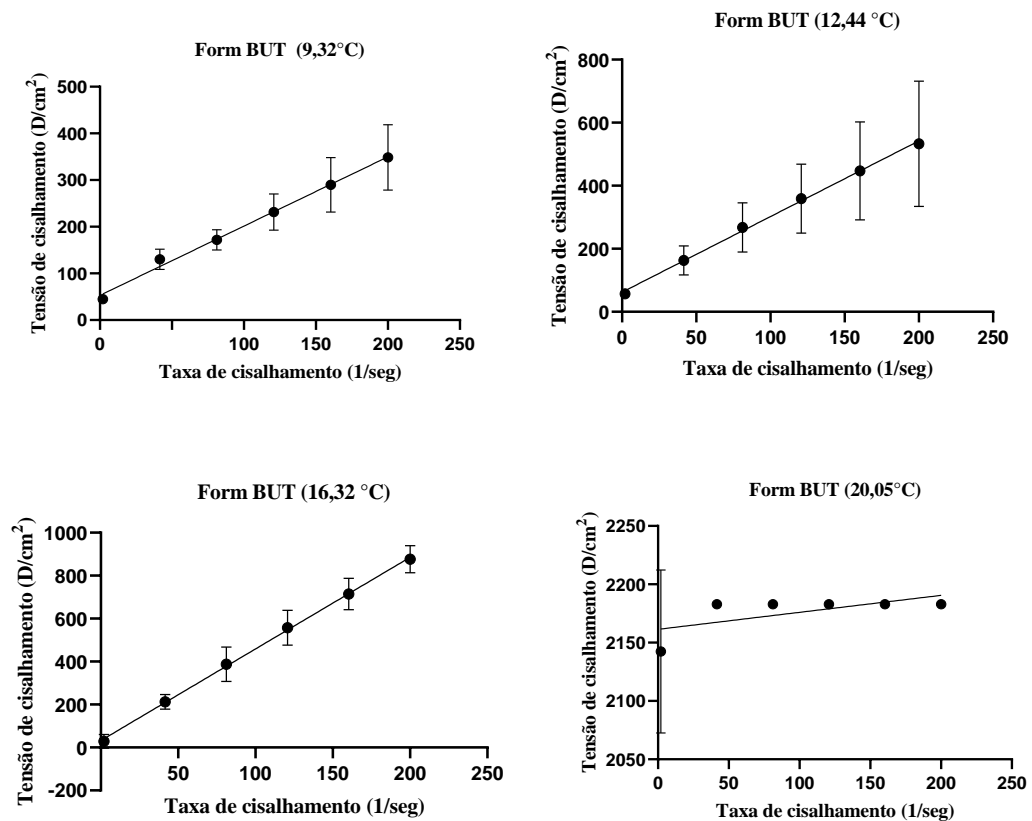 Form BUT (9,32°C)
Tensão de cisalhamento (D/cm²)
500
400
300
200
100
0
0 50 100 150 200 250
Taxa de cisalhamento (1/seg)
Form BUT (12,44 °C)
Tensão de cisalhamento (D/cm²)
800
600
400
200
0
0 50 100 150 200 250
Taxa de cisalhamento (1/seg)
Form BUT (16,32 °C)
Tensão de cisalhamento (D/cm²)
1000
800
600
400
200
0
-200
50 100 150 200 250
Taxa de cisalhamento (1/seg)
Form BUT (20,05°C)
Tensão de cisalhamento (D/cm²)
2250
2200
2150
2100
2050
0 50 100 150 200 250
Taxa de cisalhamento (1/seg)